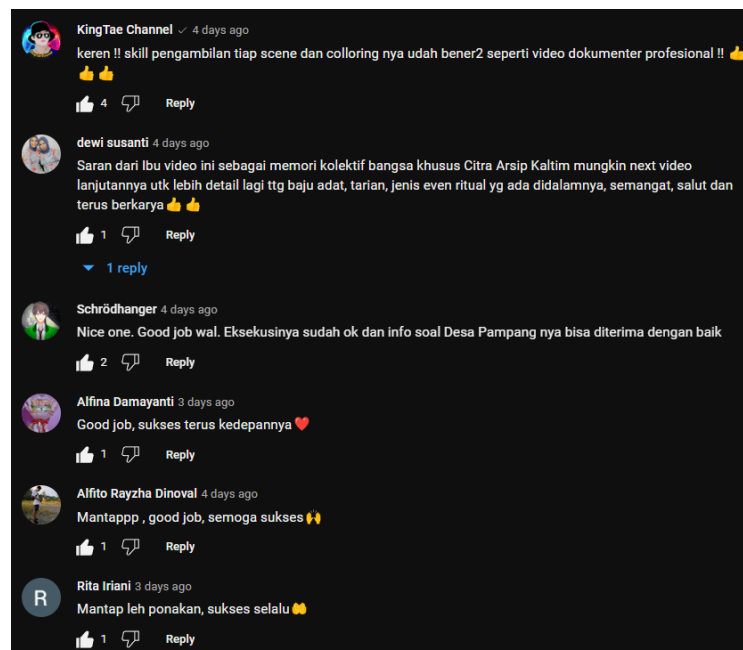 KingTae Channel 4 days ago
keren !! skill pengambilan tiap scene dan colloring nya udah bener2 seperti video dokumenter profesional !! 👍
👍👍
4 Reply
dewi susanti 4 days ago
Saran dari Ibu video ini sebagai memori kolektif bangsa khusus Citra Arsip Kaltim mungkin next video
lanjutannya utk lebih detail lagi ttg baju adat, tarian, jenis even ritual yg ada didalamnya, semangat, salut dan
terus berkarya👍👍
1 Reply
1 reply
Schrödhanger 4 days ago
Nice one. Good job wal. Eksekusinya sudah ok dan info soal Desa Pampang nya bisa diterima dengan baik
2 Reply
Alfina Damayanti 3 days ago
Good job, sukses terus kedepannya❤️
1 Reply
Alfito Rayzha Dinoval 4 days ago
Mantappp , good job, semoga sukses🙌
1 Reply
R
Rita Iriani 3 days ago
Mantap leh ponakan, sukses selalu🤲
1 Reply